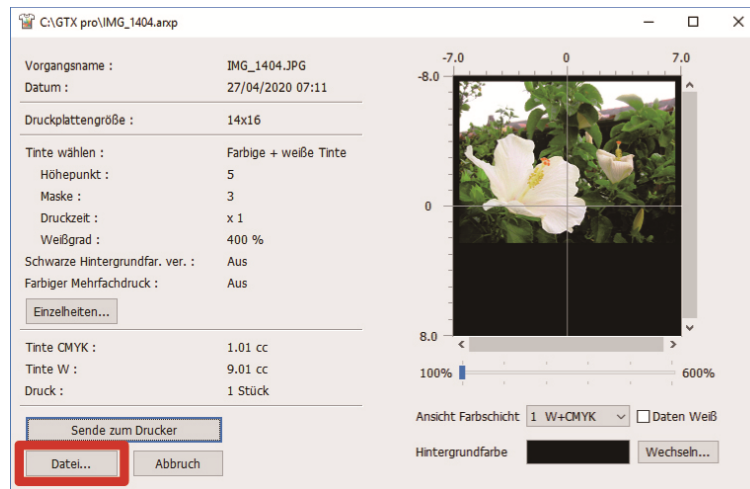 C:\GTX pro\IMG_1404.arxp
Vorgangsname : IMG_1404.JPG
Datum : 27/04/2020 07:11
Druckplattengröße : 14x16
Tinte wählen : Farbige + weiße Tinte
Höhepunkt : 5
Maske : 3
Druckzeit : x 1
Weißgrad : 400 %
Schwarze Hintergrundfar. ver. : Aus
Farbiger Mehrfachdruck : Aus
Einzelheiten...
Tinte CMYK : 1.01 cc
Tinte W : 9.01 cc
Druck : 1 Stück
Sende zum Drucker
Datei... Abbruch
-7.0 0 7.0
-8.0
0
8.0
100% 600%
Ansicht Farbschicht 1 W+CMYK Daten Weiß
Hintergrundfarbe Wechseln...